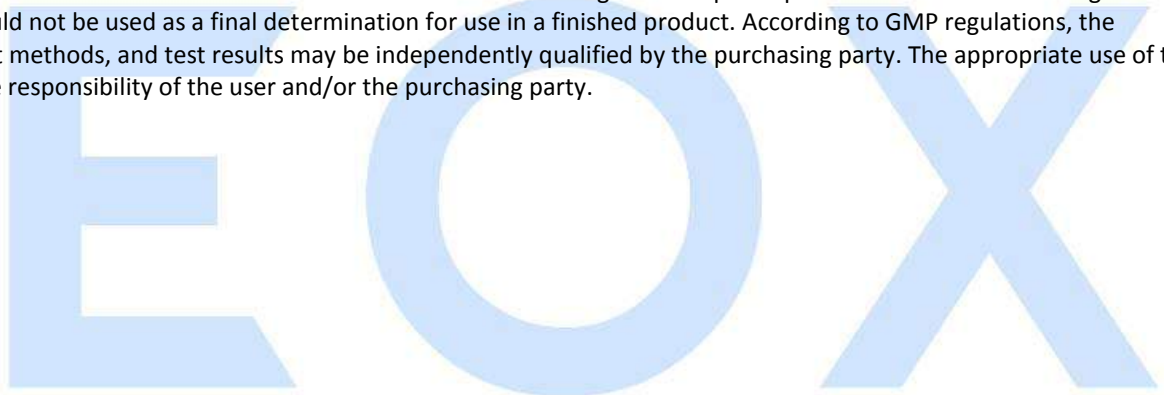 not be used as a final determination for use in a finished product. According to GMP regulations, the
methods, and test results may be independently qualified by the purchasing party. The appropriate use of
responsibility of the user and/or the purchasing party.
EOX